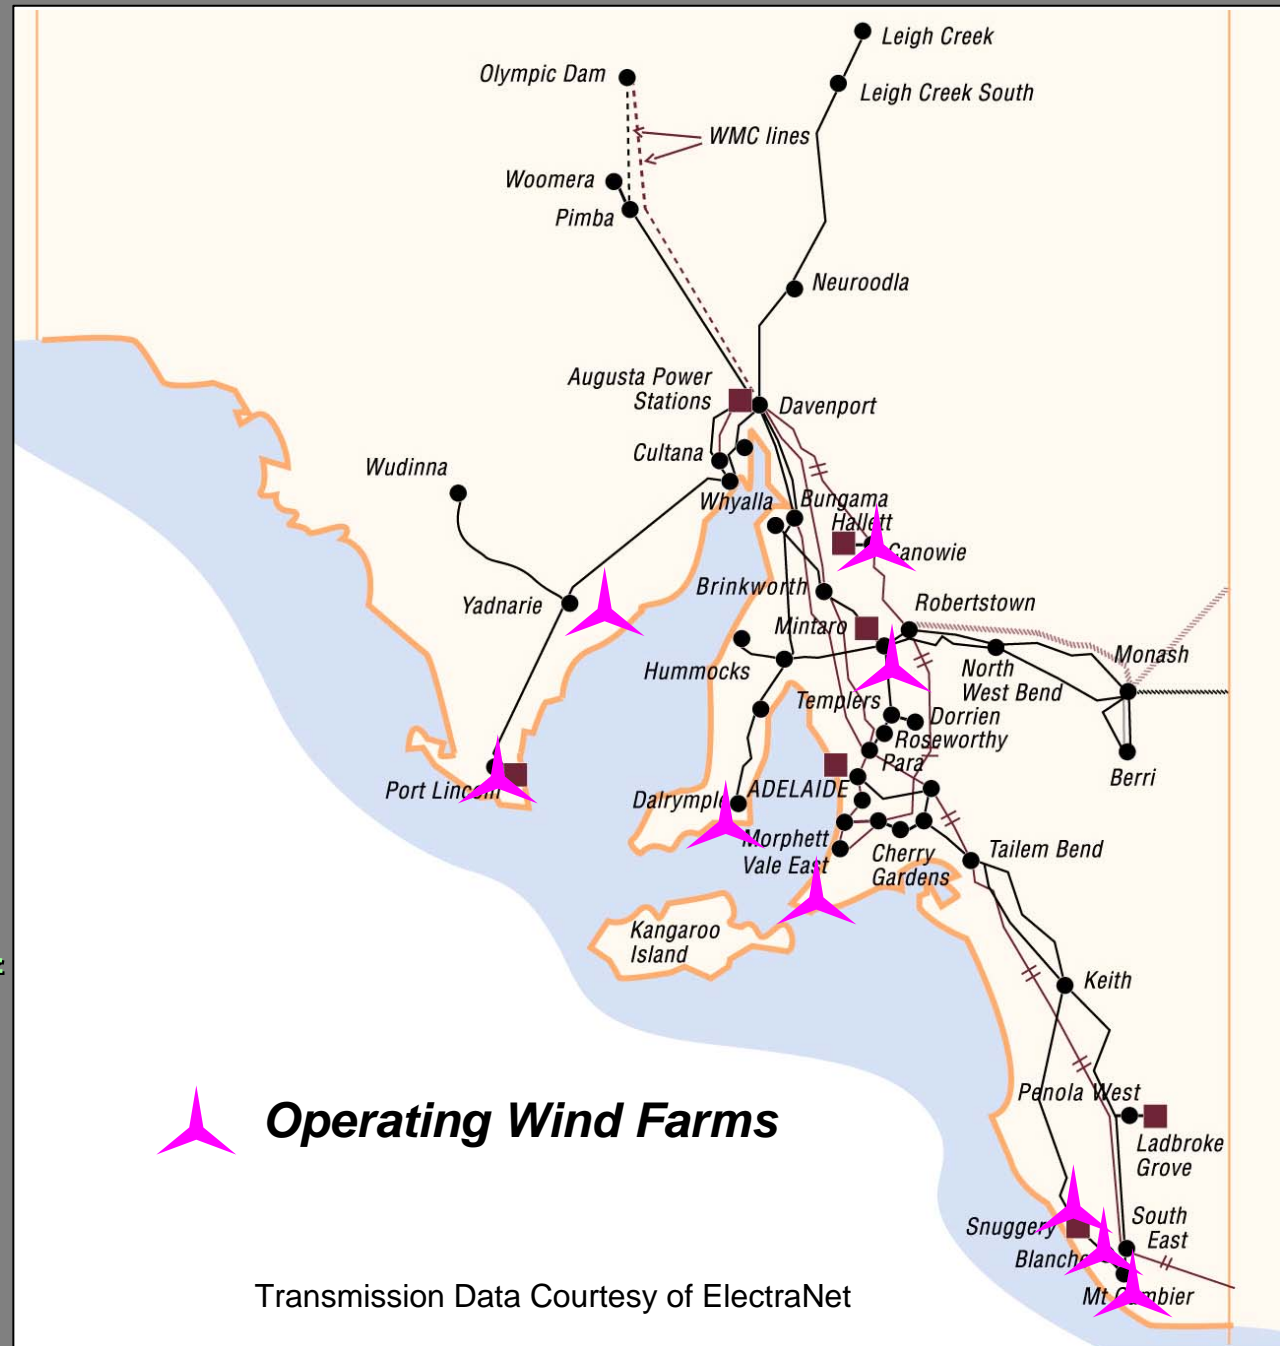 Leigh Creek
Olympic Dam
Leigh Creek South
WMC lines
Woomera
Pimba
Neuroodla
Augusta Power
Stations
Davenport
Cultana
Wudinna
Whyalla
Bungama
Hallett
Canowie
Brinkworth
Yadnarie
Robertstown
Mintaro
Hummocks
North
West Bend
Monash
Templers
Dorrien
Roseworthy
Para
Berri
Port Lincoln
Dalrymple
ADELAIDE
Morphett
Vale East
Cherry
Gardens
Tailem Bend
Kangaroo
Island
Keith
Penola West
Operating Wind Farms
Ladbroke
Grove
Snuggery
South
East
Blanche
Mt Gambier
Transmission Data Courtesy of ElectraNet